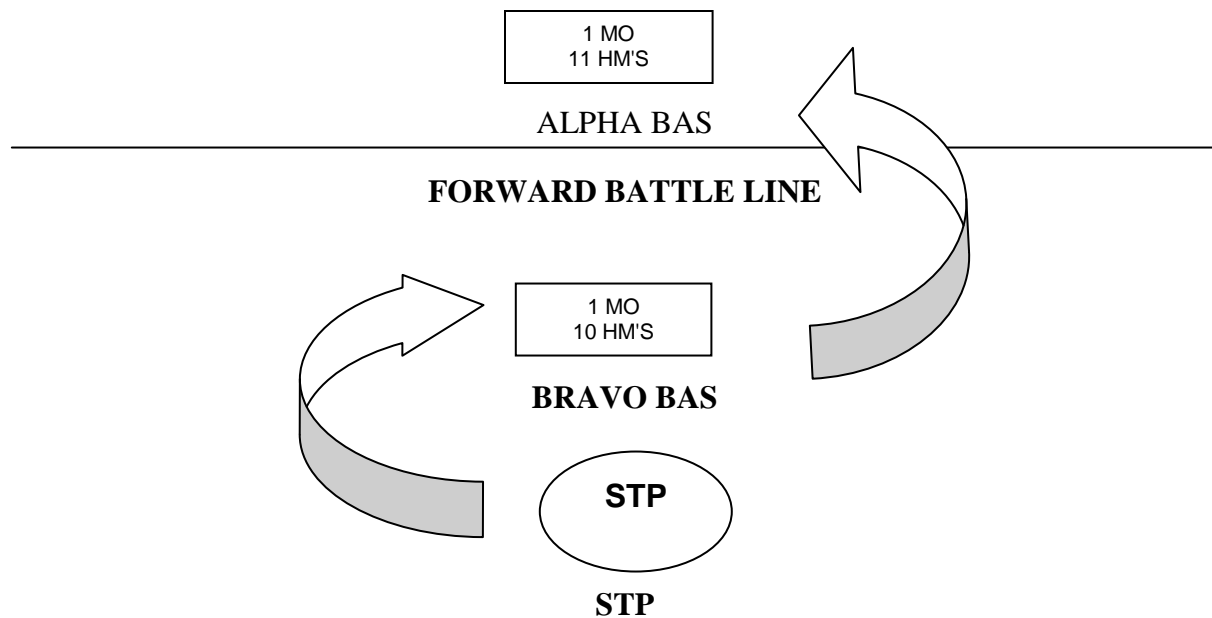 1 MO
11 HM'S
ALPHA BAS
FORWARD BATTLE LINE
1 MO
10 HM'S
BRAVO BAS
STP
STP